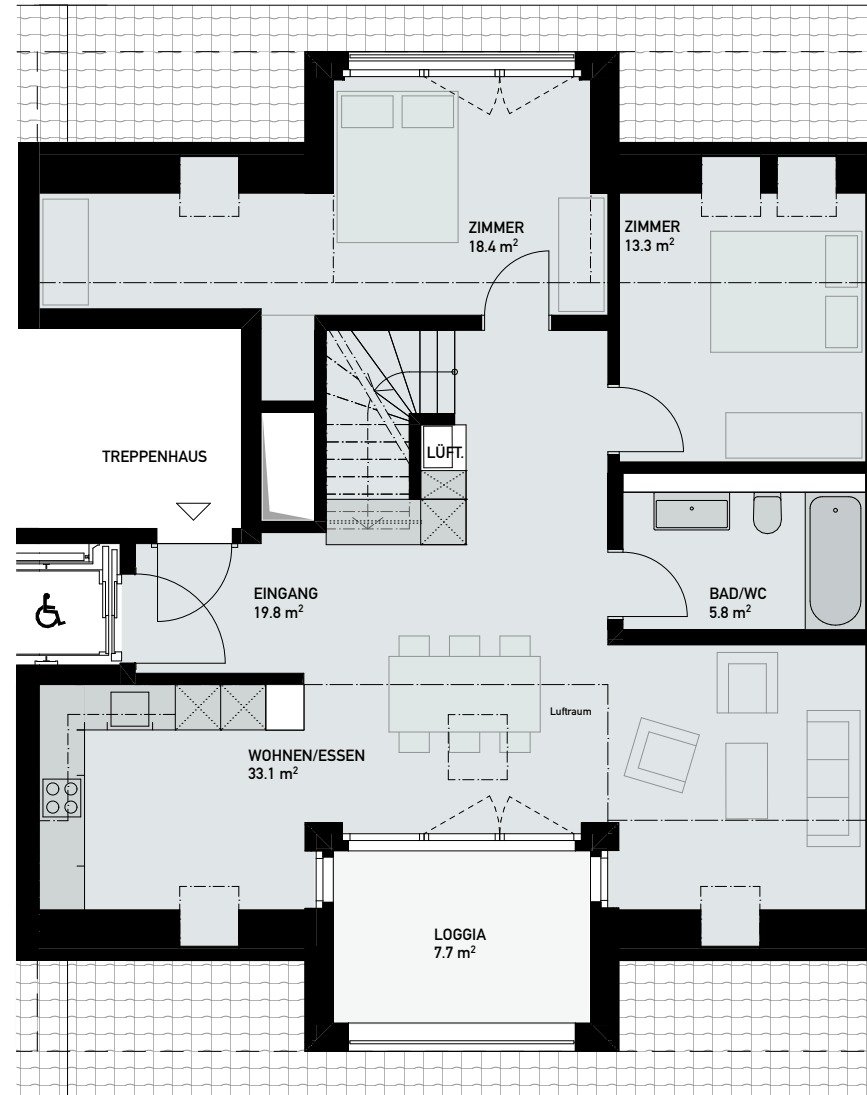 ZIMMER
18.4 m²
ZIMMER
13.3 m²
TREPPENHAUS
LÜFT.
EINGANG
19.8 m²
BAD/WC
5.8 m²
Luftraum
WOHNEN/ESSEN
33.1 m²
LOGGIA
7.7 m²